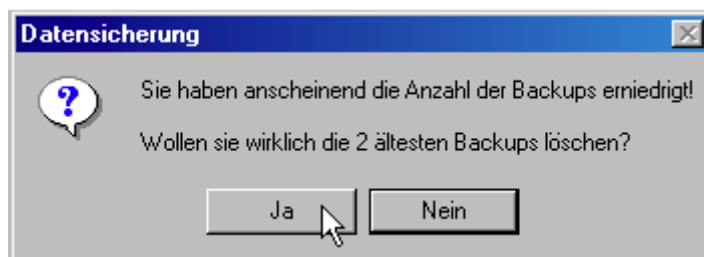 Datensicherung
Sie haben anscheinend die Anzahl der Backups erniedrigt!
Wollen sie wirklich die 2 ältesten Backups löschen?
Ja Nein